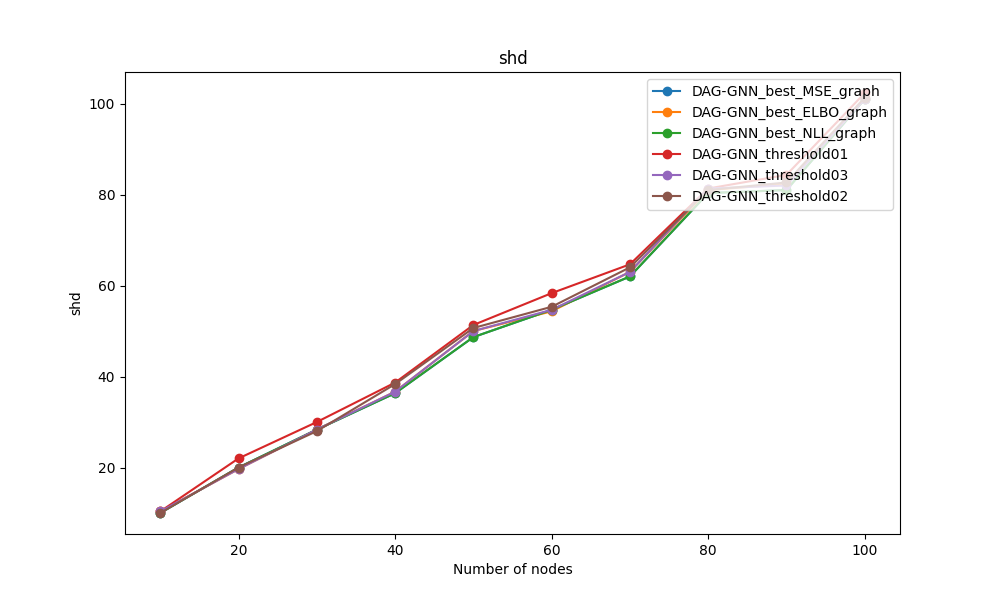 shd
DAG-GNN_best_MSE_graph
DAG-GNN_best_ELBO_graph
DAG-GNN_best_NLL_graph
DAG-GNN_threshold01
DAG-GNN_threshold03
DAG-GNN_threshold02
100
80
60
40
20
shd
20
40
60
80
100
Number of nodes